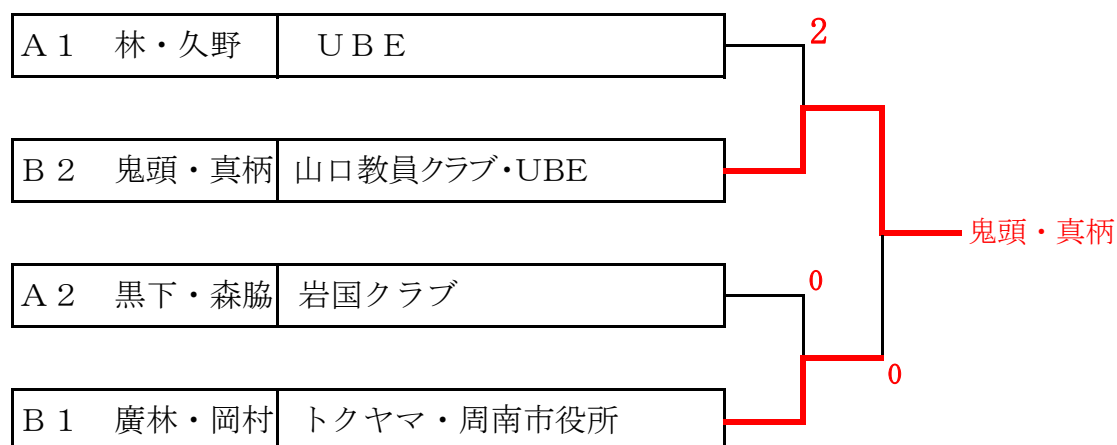 2
A1 林・久野 UBE
B2 鬼頭・真柄 山口教員クラブ・UBE
鬼頭・真柄
0
A2 黒下・森脇 岩国クラブ
0
B1 廣林・岡村 トクヤマ・周南市役所